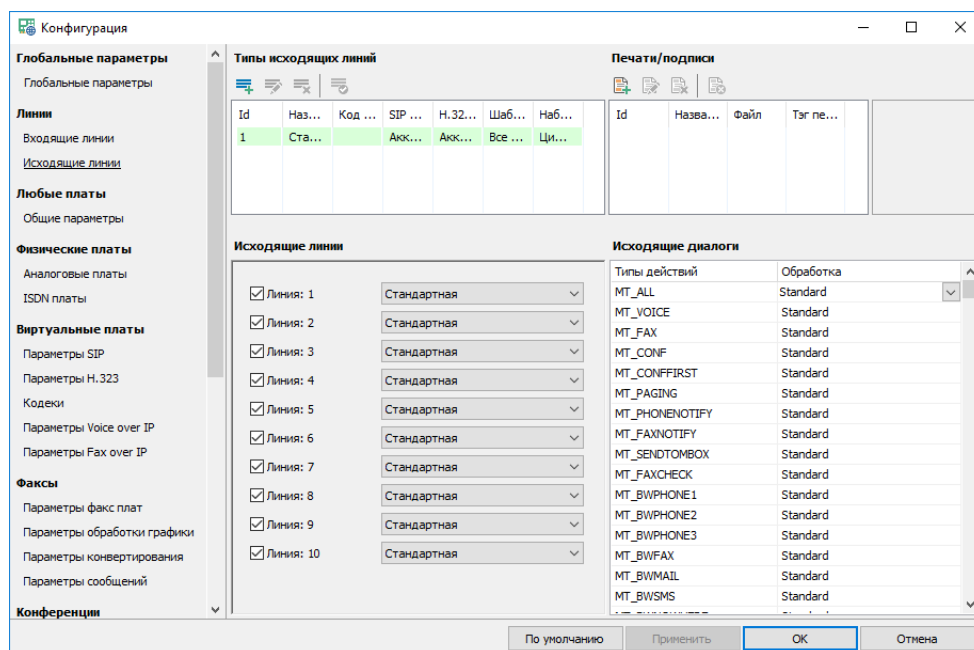 Конфигурация
Глобальные параметры
Глобальные параметры
Линии
Входящие линии
Исходящие линии
Любые платы
Общие параметры
Физические платы
Аналоговые платы
ISDN платы
Виртуальные платы
Параметры SIP
Параметры H.323
Кодеки
Параметры Voice over IP
Параметры Fax over IP
Факсы
Параметры факс плат
Параметры обработки графики
Параметры конвертирования
Параметры сообщений
Конференции
Типы исходящих линий
Id Наз... Код ... SIP ... H.32... Шаб... Наб...
1 Ста... Акк... Акк... Все ... Ци...
Печати/подписи
Id Назва... Файл Тэг пе...
Исходящие линии
Линия: 1 Стандартная
Линия: 2 Стандартная
Линия: 3 Стандартная
Линия: 4 Стандартная
Линия: 5 Стандартная
Линия: 6 Стандартная
Линия: 7 Стандартная
Линия: 8 Стандартная
Линия: 9 Стандартная
Линия: 10 Стандартная
Исходящие диалоги
Типы действий Обработка
MT_ALL Standard
MT_VOICE Standard
MT_FAX Standard
MT_CONF Standard
MT_CONFFIRST Standard
MT_PAGING Standard
MT_PHONENOTIFY Standard
MT_FAXNOTIFY Standard
MT_SENDTOMBOX Standard
MT_FAXCHECK Standard
MT_BWPHONE1 Standard
MT_BWPHONE2 Standard
MT_BWPHONE3 Standard
MT_BWFAX Standard
MT_BWMAIL Standard
MT_BWSMS Standard
По умолчанию Применить OK Отмена